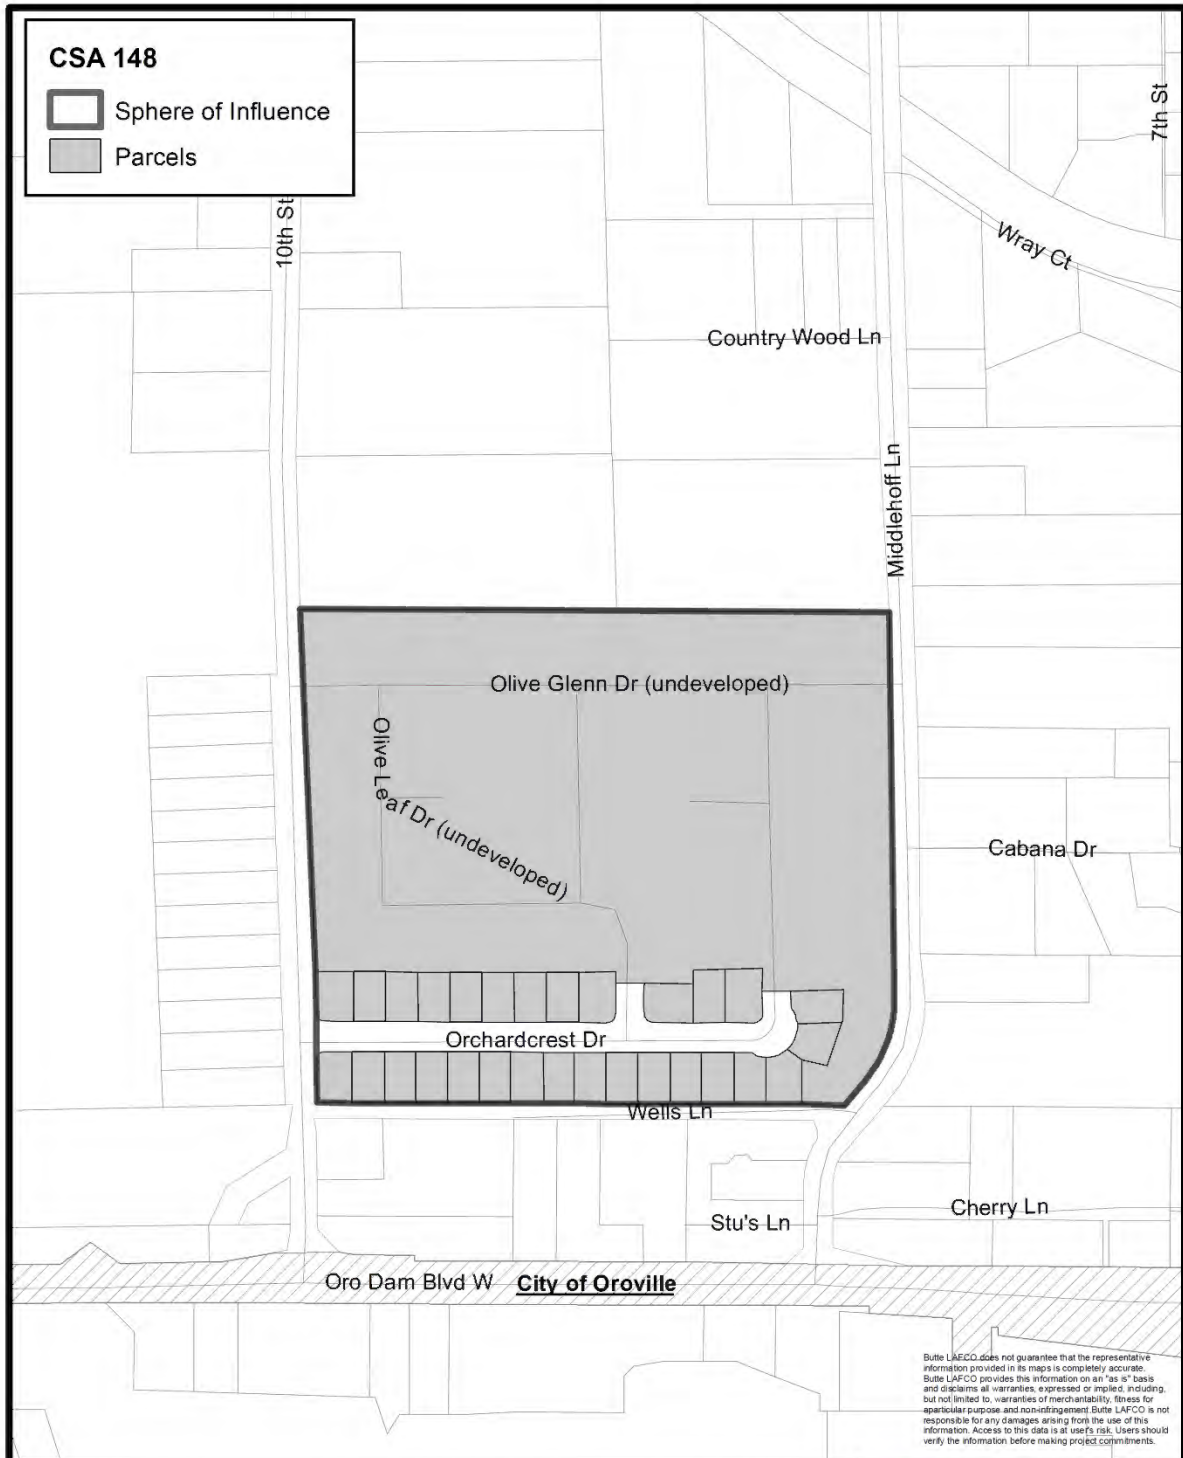 CSA 148
Sphere of Influence
Parcels
7th St
10th St
Wray Ct
Country Wood Ln
Middlehoff Ln
Olive Glenn Dr (undeveloped)
Olive Leaf Dr (undeveloped)
Cabana Dr
Orchardcrest Dr
Wells Ln
Cherry Ln
Stu's Ln
Oro Dam Blvd W City of Oroville
Butte LAFCO does not guarantee that the representative
information provided in its maps is completely accurate.
Butte LAFCO provides this information on an "as is" basis
and disclaims all warranties, expressed or implied, including,
but not limited to, warranties of merchantability, fitness for
aparticular purpose and non-infringement. Butte LAFCO is not
responsible for any damages arising from the use of this
information. Access to this data is at user's risk. Users should
verify the information before making project commitments.